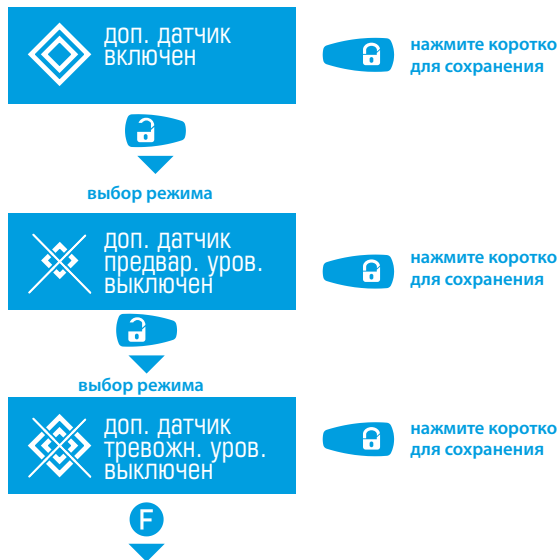 доп. датчик
включен
нажмите коротко
для сохранения
выбор режима
доп. датчик
предвар. уров.
выключен
нажмите коротко
для сохранения
выбор режима
доп. датчик
тревожн. уров.
выключен
нажмите коротко
для сохранения
F